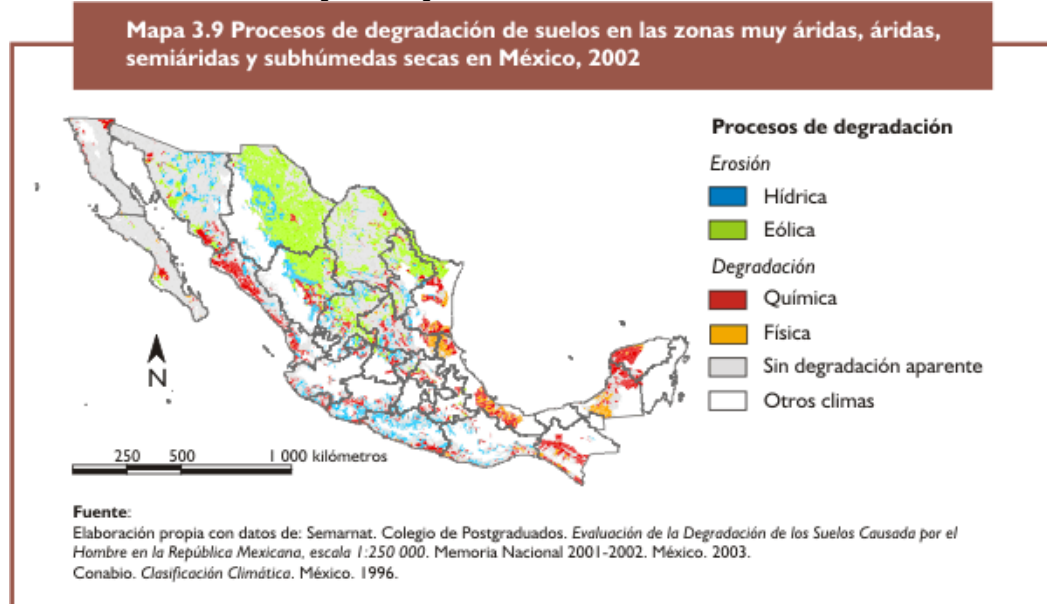 Mapa 3.9 Procesos de degradación de suelos en las zonas muy áridas, áridas,
semiáridas y subhúmedas secas en México, 2002
Procesos de degradación
Erosión
Hídrica
Eólica
Degradación
Química
Física
Sin degradación aparente
Otros climas
N
250 500 1 000 kilómetros
Fuente:
Elaboración propia con datos de: Semarnat. Colegio de Postgraduados. Evaluación de la Degradación de los Suelos Causada por el
Hombre en la República Mexicana, escala 1:250 000. Memoria Nacional 2001-2002. México. 2003.
Conabio. Clasificación Climática. México. 1996.